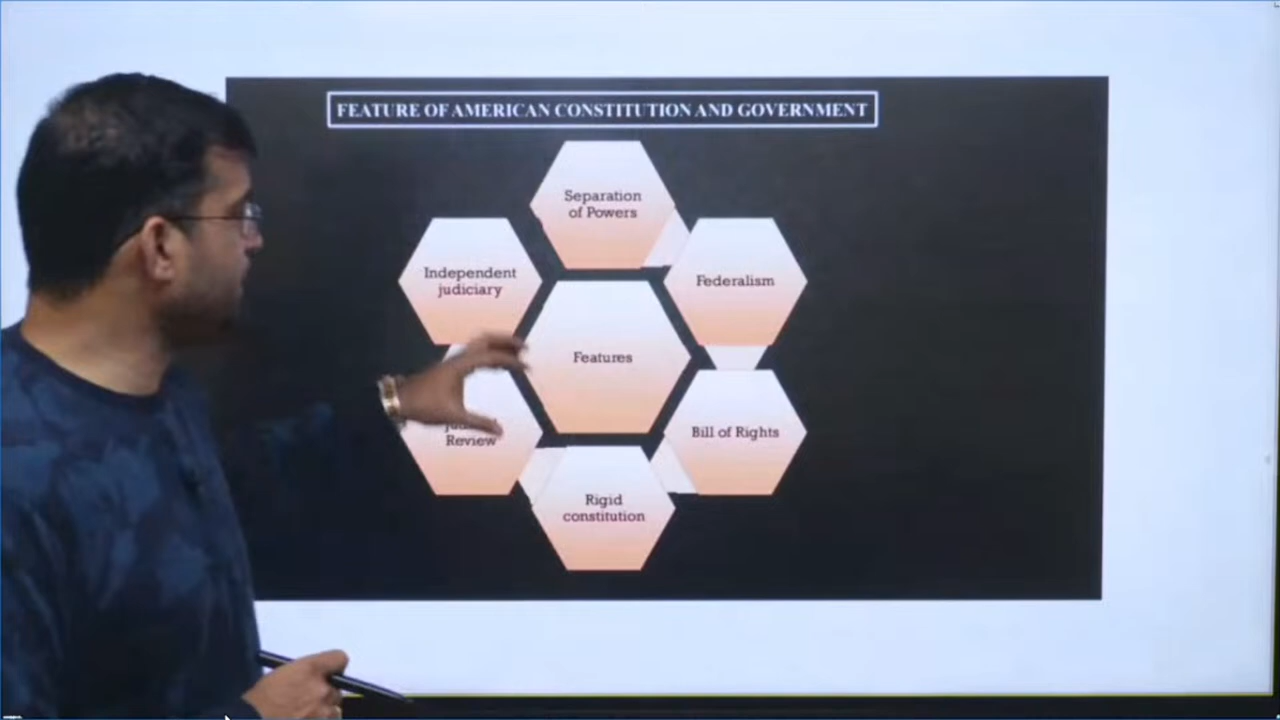 FEATURE OF AMERICAN CONSTITUTION AND GOVERNMENT
Separation
of Powers
Independent
judiciary
Federalism
Features
Review
Bill of Rights
Rigid
constitution